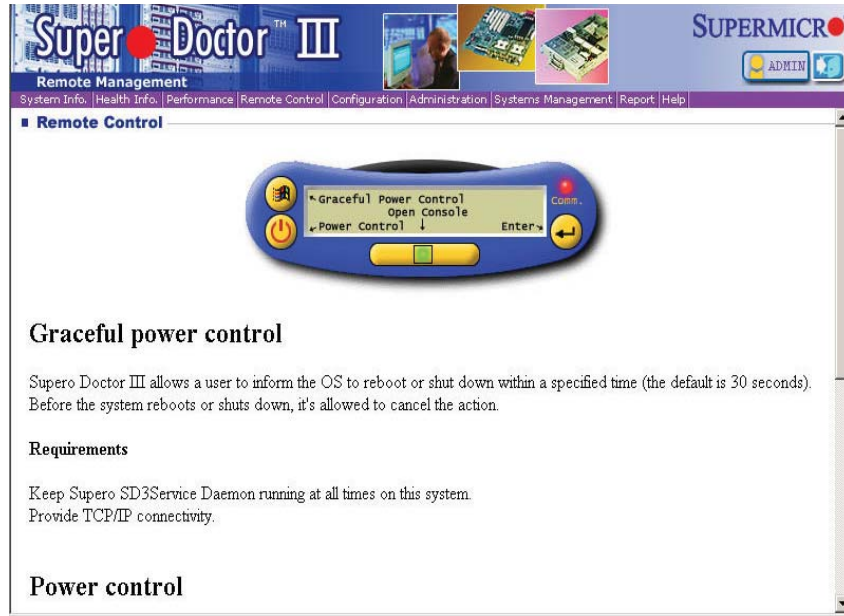 Super Doctor ™ III
SUPERMICRO
Remote Management
ADMIN
System Info. Health Info. Performance Remote Control Configuration Administration Systems Management Report Help
Remote Control
Graceful Power Control
Open Console
Power Control
Enter
Comm.
Graceful power control
Supero Doctor III allows a user to inform the OS to reboot or shut down within a specified time (the default is 30 seconds).
Before the system reboots or shuts down, it's allowed to cancel the action.
Requirements
Keep Supero SD3Service Daemon running at all times on this system.
Provide TCP/IP connectivity.
Power control